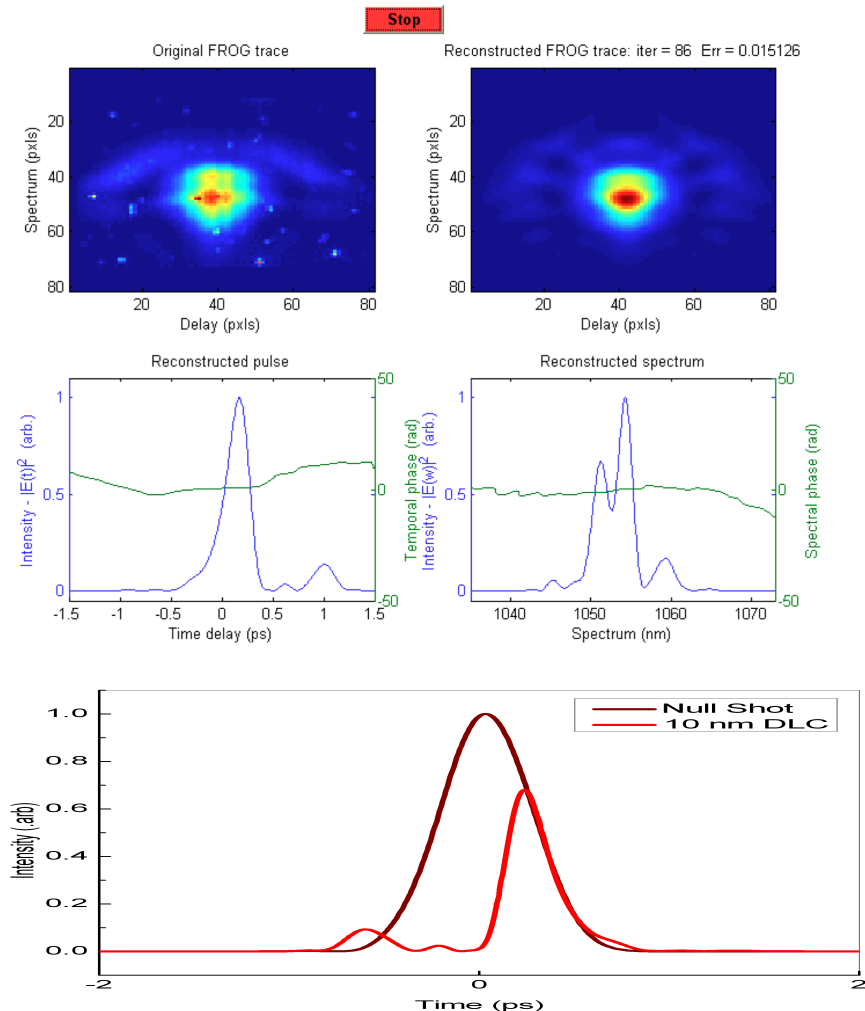 Stop
Original FROG trace
Reconstructed FROG trace: iter = 86 Err = 0.015126
Spectrum (pxls)
20
40
60
80
20
40
60
80
Delay (pxls)
Spectrum (pxls)
20
40
60
80
20
40
60
80
Delay (pxls)
Reconstructed pulse
Intensity - |E(t)|^2 (arb.)
1
0.5
0
50
0
-50
Temporal phase (rad)
-1.5
-1
-0.5
0
0.5
1
1.5
Time delay (ps)
Reconstructed spectrum
Intensity - |E(w)|^2 (arb.)
1
0.5
0
50
0
-50
Spectral phase (rad)
1040
1050
1060
1070
Spectrum (nm)
Null Shot
10 nm DLC
Intensity (.arb)
1.0
0.8
0.6
0.4
0.2
0.0
-2
0
2
Time (ps)